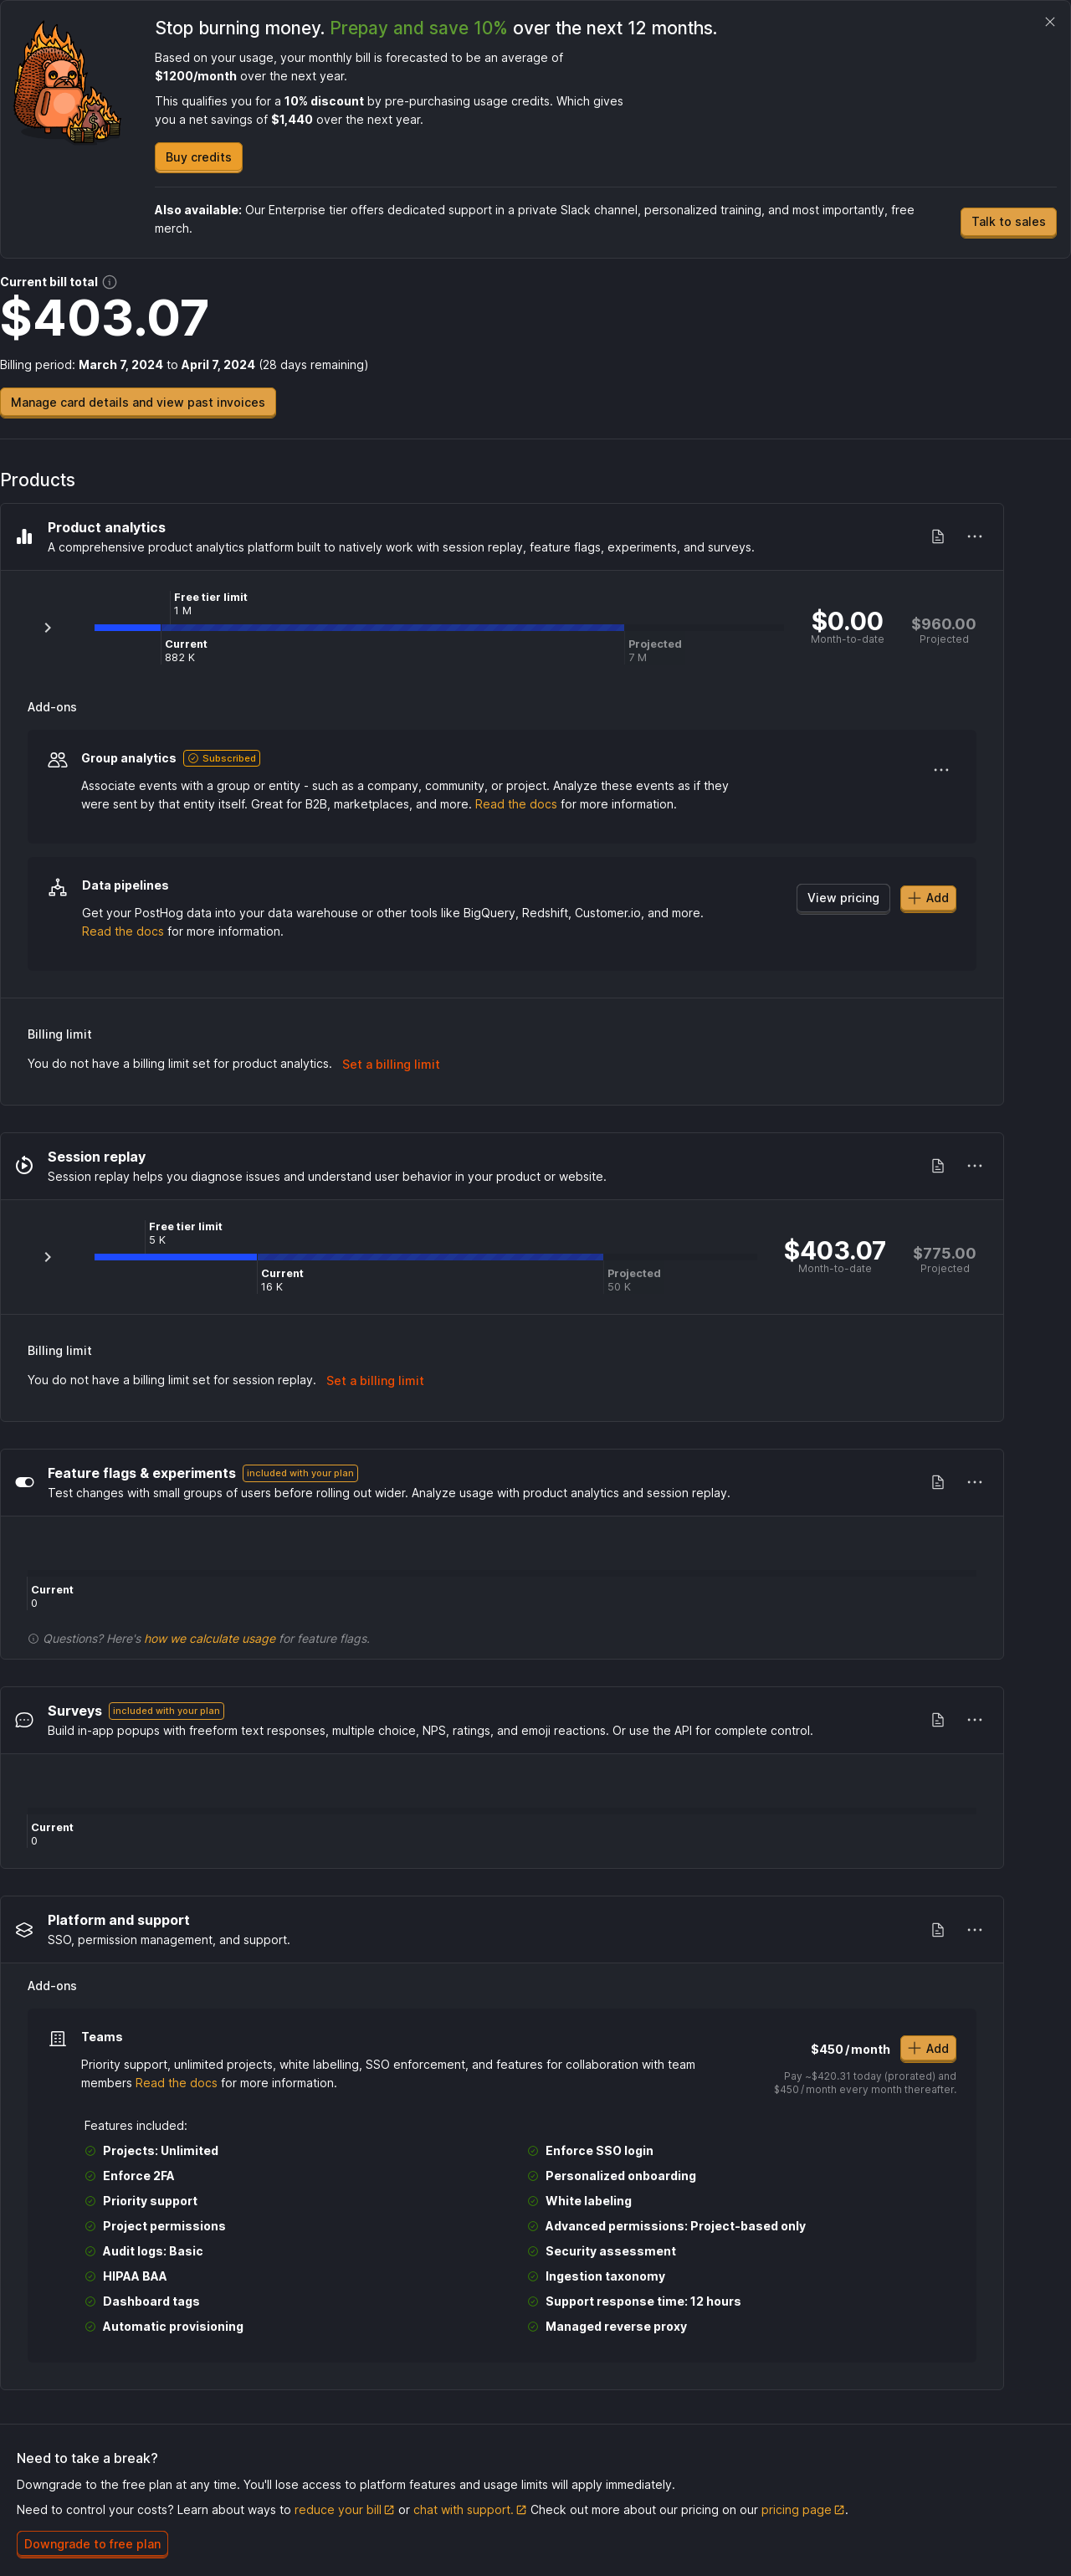 Stop burning money. Prepay and save 10% over the next 12 months.
Based on your usage, your monthly bill is forecasted to be an average of
$1200/month over the next year.
This qualifies you for a 10% discount by pre-purchasing usage credits. Which gives
you a net savings of $1,440 over the next year.
Buy credits
Also available: Our Enterprise tier offers dedicated support in a private Slack channel, personalized training, and most importantly, free
merch.
Talk to sales
Current bill total
$403.07
Billing period: March 7, 2024 to April 7, 2024 (28 days remaining)
Manage card details and view past invoices
Products
Product analytics
A comprehensive product analytics platform built to natively work with session replay, feature flags, experiments, and surveys.
Free tier limit
1 M
Current
882 K
Projected
7 M
$0.00
Month-to-date
$960.00
Projected
Add-ons
Group analytics Subscribed
Associate events with a group or entity - such as a company, community, or project. Analyze these events as if they
were sent by that entity itself. Great for B2B, marketplaces, and more. Read the docs for more information.
Data pipelines
Get your PostHog data into your data warehouse or other tools like BigQuery, Redshift, Customer.io, and more.
Read the docs for more information.
View pricing
Add
Billing limit
You do not have a billing limit set for product analytics. Set a billing limit
Session replay
Session replay helps you diagnose issues and understand user behavior in your product or website.
Free tier limit
5 K
Current
16 K
Projected
50 K
$403.07
Month-to-date
$775.00
Projected
Billing limit
You do not have a billing limit set for session replay. Set a billing limit
Feature flags & experiments included with your plan
Test changes with small groups of users before rolling out wider. Analyze usage with product analytics and session replay.
Current
0
Questions? Here's how we calculate usage for feature flags.
Surveys included with your plan
Build in-app popups with freeform text responses, multiple choice, NPS, ratings, and emoji reactions. Or use the API for complete control.
Current
0
Platform and support
SSO, permission management, and support.
Add-ons
Teams
Priority support, unlimited projects, white labelling, SSO enforcement, and features for collaboration with team
members Read the docs for more information.
$450/month
Add
Pay ~$420.31 today (prorated) and
$450/month every month thereafter.
Features included:
Projects: Unlimited
Enforce SSO login
Enforce 2FA
Personalized onboarding
Priority support
White labeling
Project permissions
Advanced permissions: Project-based only
Audit logs: Basic
Security assessment
HIPAA BAA
Ingestion taxonomy
Dashboard tags
Support response time: 12 hours
Automatic provisioning
Managed reverse proxy
Need to take a break?
Downgrade to the free plan at any time. You'll lose access to platform features and usage limits will apply immediately.
Need to control your costs? Learn about ways to reduce your bill or chat with support. Check out more about our pricing on our pricing page.
Downgrade to free plan